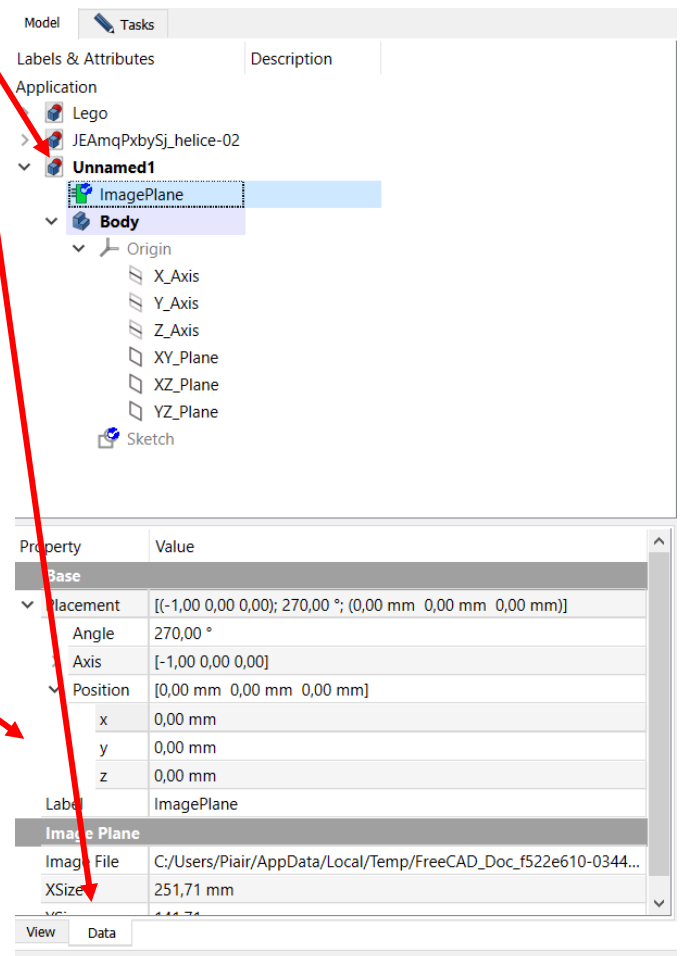 Model Tasks
Labels & Attributes Description
Application
Lego
JEAmqPxbySj_helice-02
Unnamed1
ImagePlane
Body
Origin
X_Axis
Y_Axis
Z_Axis
XY_Plane
XZ_Plane
YZ_Plane
Sketch
Property Value
Base
Placement [(-1,00 0,00 0,00); 270,00 °; (0,00 mm 0,00 mm 0,00 mm)]
Angle 270,00 °
Axis [-1,00 0,00 0,00]
Position [0,00 mm 0,00 mm 0,00 mm]
x 0,00 mm
y 0,00 mm
z 0,00 mm
Label ImagePlane
Image Plane
Image File C:/Users/Piair/AppData/Local/Temp/FreeCAD_Doc_f522e610-0344...
XSize 251,71 mm
View Data